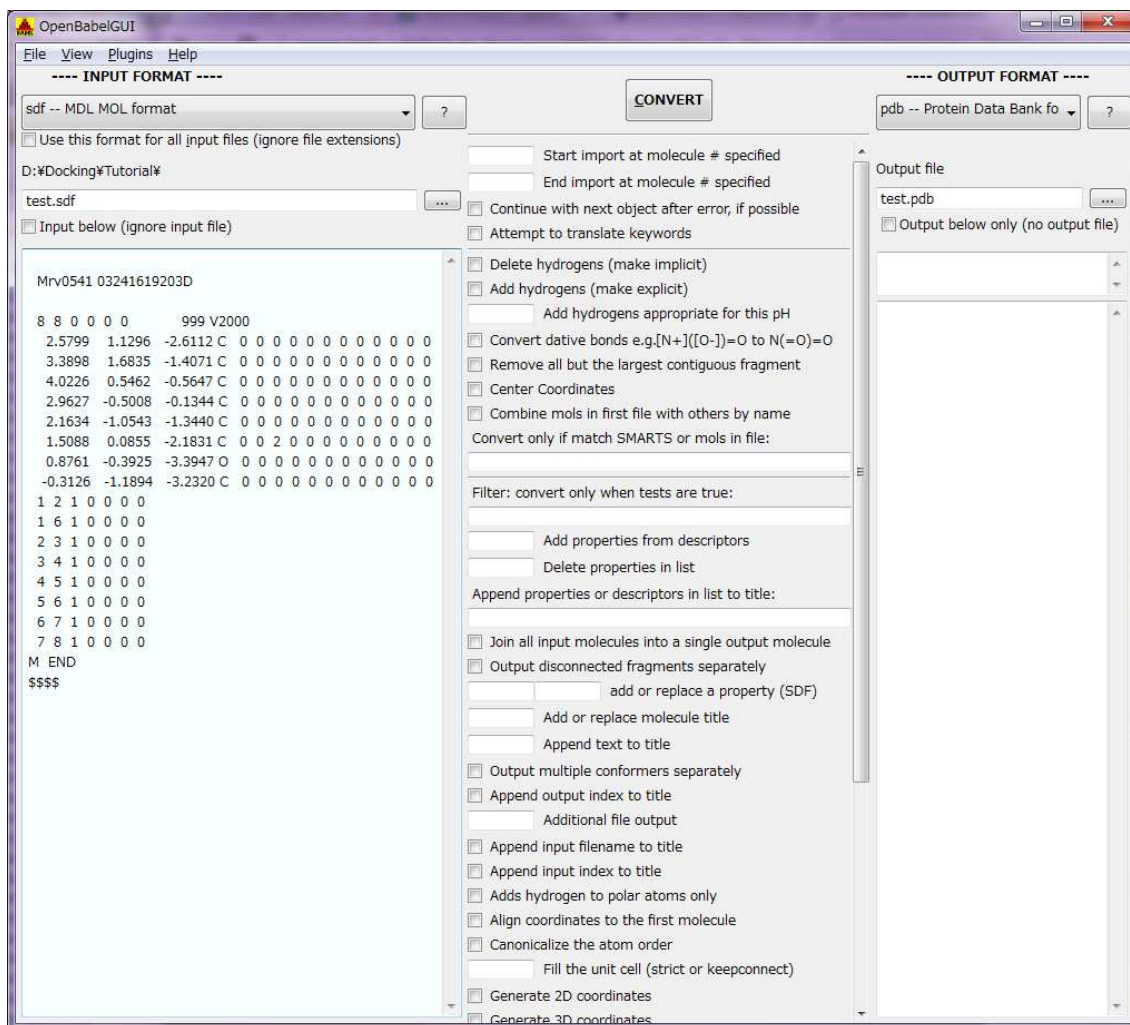 OpenBabelGUI
File View Plugins Help
---- INPUT FORMAT ----
sdf -- MDL MOL format
?
Use this format for all input files (ignore file extensions)
D:¥Docking¥Tutorial¥
test.sdf
...
Input below (ignore input file)
Mrv0541 03241619203D
8 8 0 0 0 0 999 V2000
2.5799 1.1296 -2.6112 C 0 0 0 0 0 0 0 0 0 0 0 0
3.3898 1.6835 -1.4071 C 0 0 0 0 0 0 0 0 0 0 0 0
4.0226 0.5462 -0.5647 C 0 0 0 0 0 0 0 0 0 0 0 0
2.9627 -0.5008 -0.1344 C 0 0 0 0 0 0 0 0 0 0 0 0
2.1634 -1.0543 -1.3440 C 0 0 0 0 0 0 0 0 0 0 0 0
1.5088 0.0855 -2.1831 C 0 0 2 0 0 0 0 0 0 0 0 0
0.8761 -0.3925 -3.3947 O 0 0 0 0 0 0 0 0 0 0 0 0
-0.3126 -1.1894 -3.2320 C 0 0 0 0 0 0 0 0 0 0 0 0
1 2 1 0 0 0 0
1 6 1 0 0 0 0
2 3 1 0 0 0 0
3 4 1 0 0 0 0
4 5 1 0 0 0 0
5 6 1 0 0 0 0
6 7 1 0 0 0 0
7 8 1 0 0 0 0
M END
$$$$
CONVERT
Start import at molecule # specified
End import at molecule # specified
Continue with next object after error, if possible
Attempt to translate keywords
Delete hydrogens (make implicit)
Add hydrogens (make explicit)
Add hydrogens appropriate for this pH
Convert dative bonds e.g.[N+]([O-])=O to N(=O)=O
Remove all but the largest contiguous fragment
Center Coordinates
Combine mols in first file with others by name
Convert only if match SMARTS or mols in file:
Filter: convert only when tests are true:
Add properties from descriptors
Delete properties in list
Append properties or descriptors in list to title:
Join all input molecules into a single output molecule
Output disconnected fragments separately
add or replace a property (SDF)
Add or replace molecule title
Append text to title
Output multiple conformers separately
Append output index to title
Additional file output
Append input filename to title
Append input index to title
Adds hydrogen to polar atoms only
Align coordinates to the first molecule
Canonicalize the atom order
Fill the unit cell (strict or keepconnect)
Generate 2D coordinates
Generate 3D coordinates
---- OUTPUT FORMAT ----
pdb -- Protein Data Bank fo
?
Output file
test.pdb
...
Output below only (no output file)